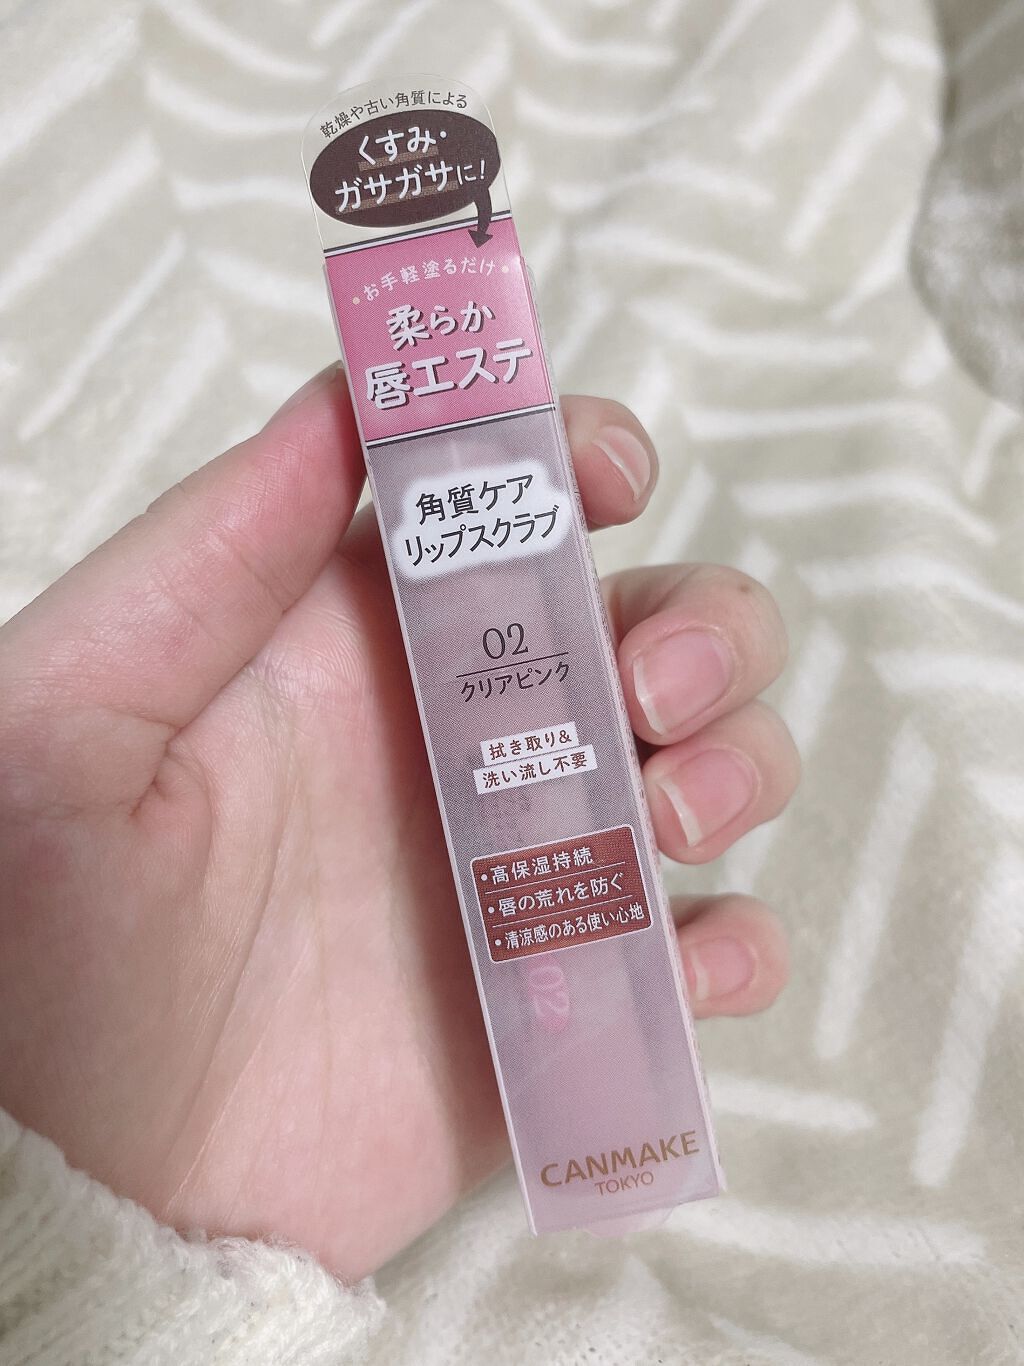 乾燥や古い角質による
くすみ・
ガサガサに!
お手軽塗るだけ
柔らか
唇エステ
角質ケア
リップスクラブ
02
クリアピンク
拭き取り&
洗い流し不要
・高保湿持続
・唇の荒れを防ぐ
・清涼感のある使い心地
02
CANMAKE
TOKYO